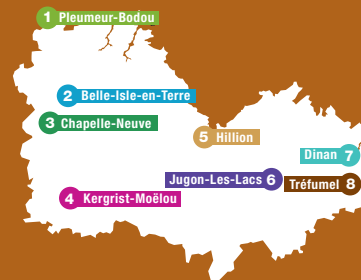 1 Pleumeur-Bodou
2 Belle-Isle-en-Terre
3 Chapelle-Neuve
5 Hillion
Dinan 7
Jugon-Les-Lacs 6
Tréfumel 8
4 Kergrist-Moëlou